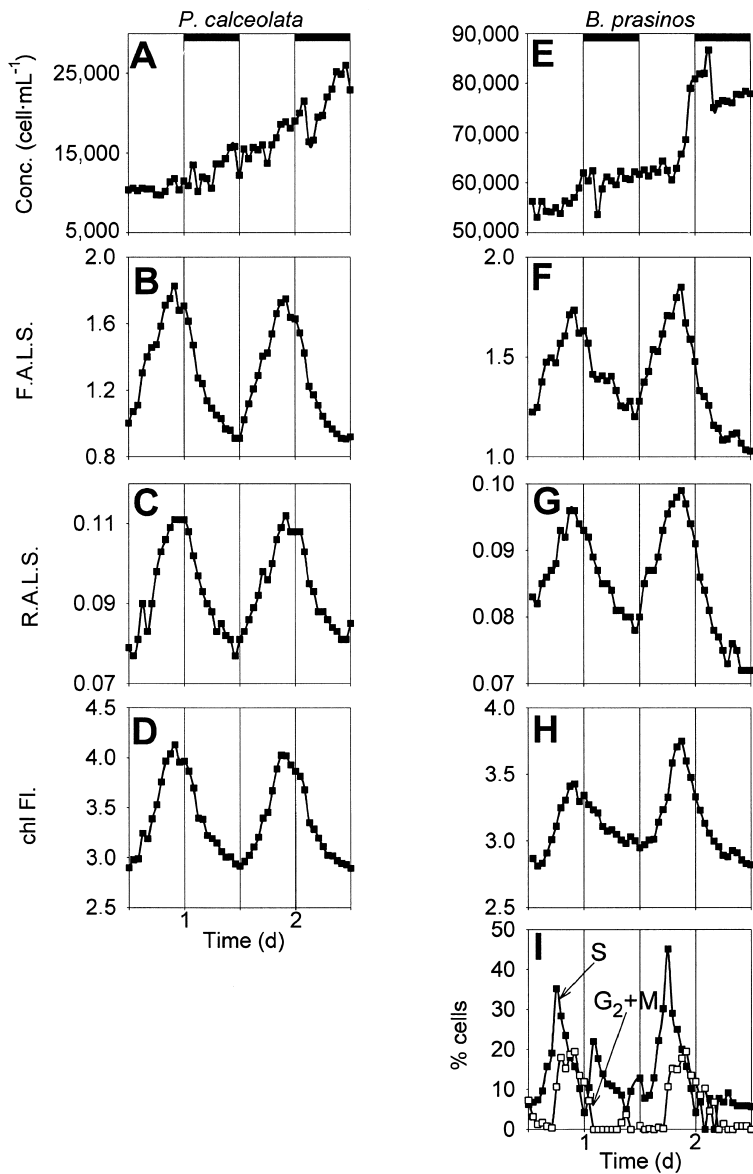 P. calceolata
B. prasinos
A
25,000
15,000
5,000
Conc. (cell·mL-1)
E
90,000
80,000
70,000
60,000
50,000
B
2.0
1.6
1.2
0.8
F.A.L.S.
F
2.0
1.5
1.0
C
0.11
0.09
0.07
R.A.L.S.
G
0.10
0.09
0.08
0.07
D
4.5
4.0
3.5
3.0
2.5
chl Fl.
1
2
Time (d)
H
4.0
3.5
3.0
2.5
I
S
G2+M
50
40
30
20
10
0
% cells
1
2
Time (d)